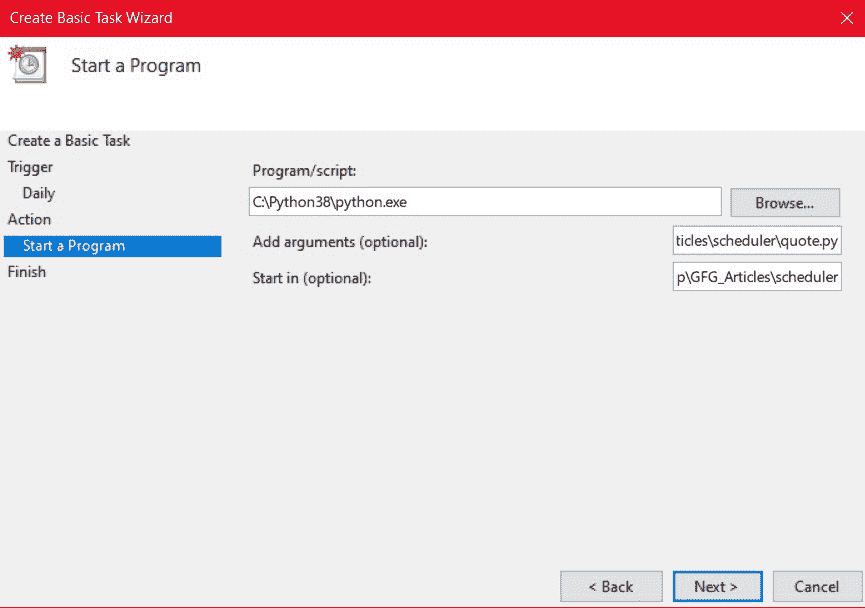 Create Basic Task Wizard
Start a Program
Create a Basic Task
Trigger
Daily
Action
Start a Program
Finish
Program/script:
C:\Python38\python.exe
Browse...
Add arguments (optional):
ticles\scheduler\quote.py
Start in (optional):
p\GFG_Articles\scheduler
< Back
Next >
Cancel